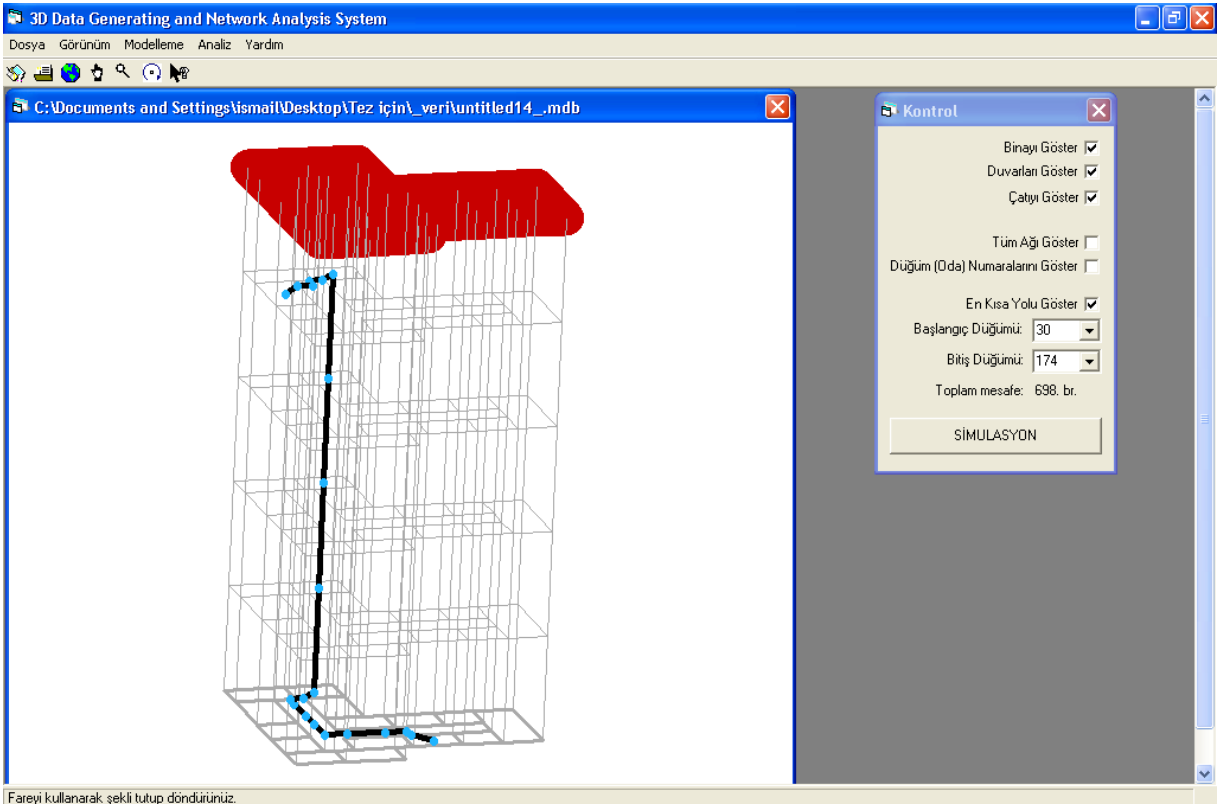 3D Data Generating and Network Analysis System
Dosya Görünüm Modelleme Analiz Yardım
C:\Documents and Settings\ismail\Desktop\Tez için\_veri\untitled14_.mdb
Kontrol
Binayı Göster
Duvarları Göster
Çatıyı Göster
Tüm Ağı Göster
Düğüm (Oda) Numaralarını Göster
En Kısa Yolu Göster
Başlangıç Düğümü: 30
Bitiş Düğümü: 174
Toplam mesafe: 698. br.
SİMULASYON
Fareyi kullanarak şekli tutup döndürünüz.